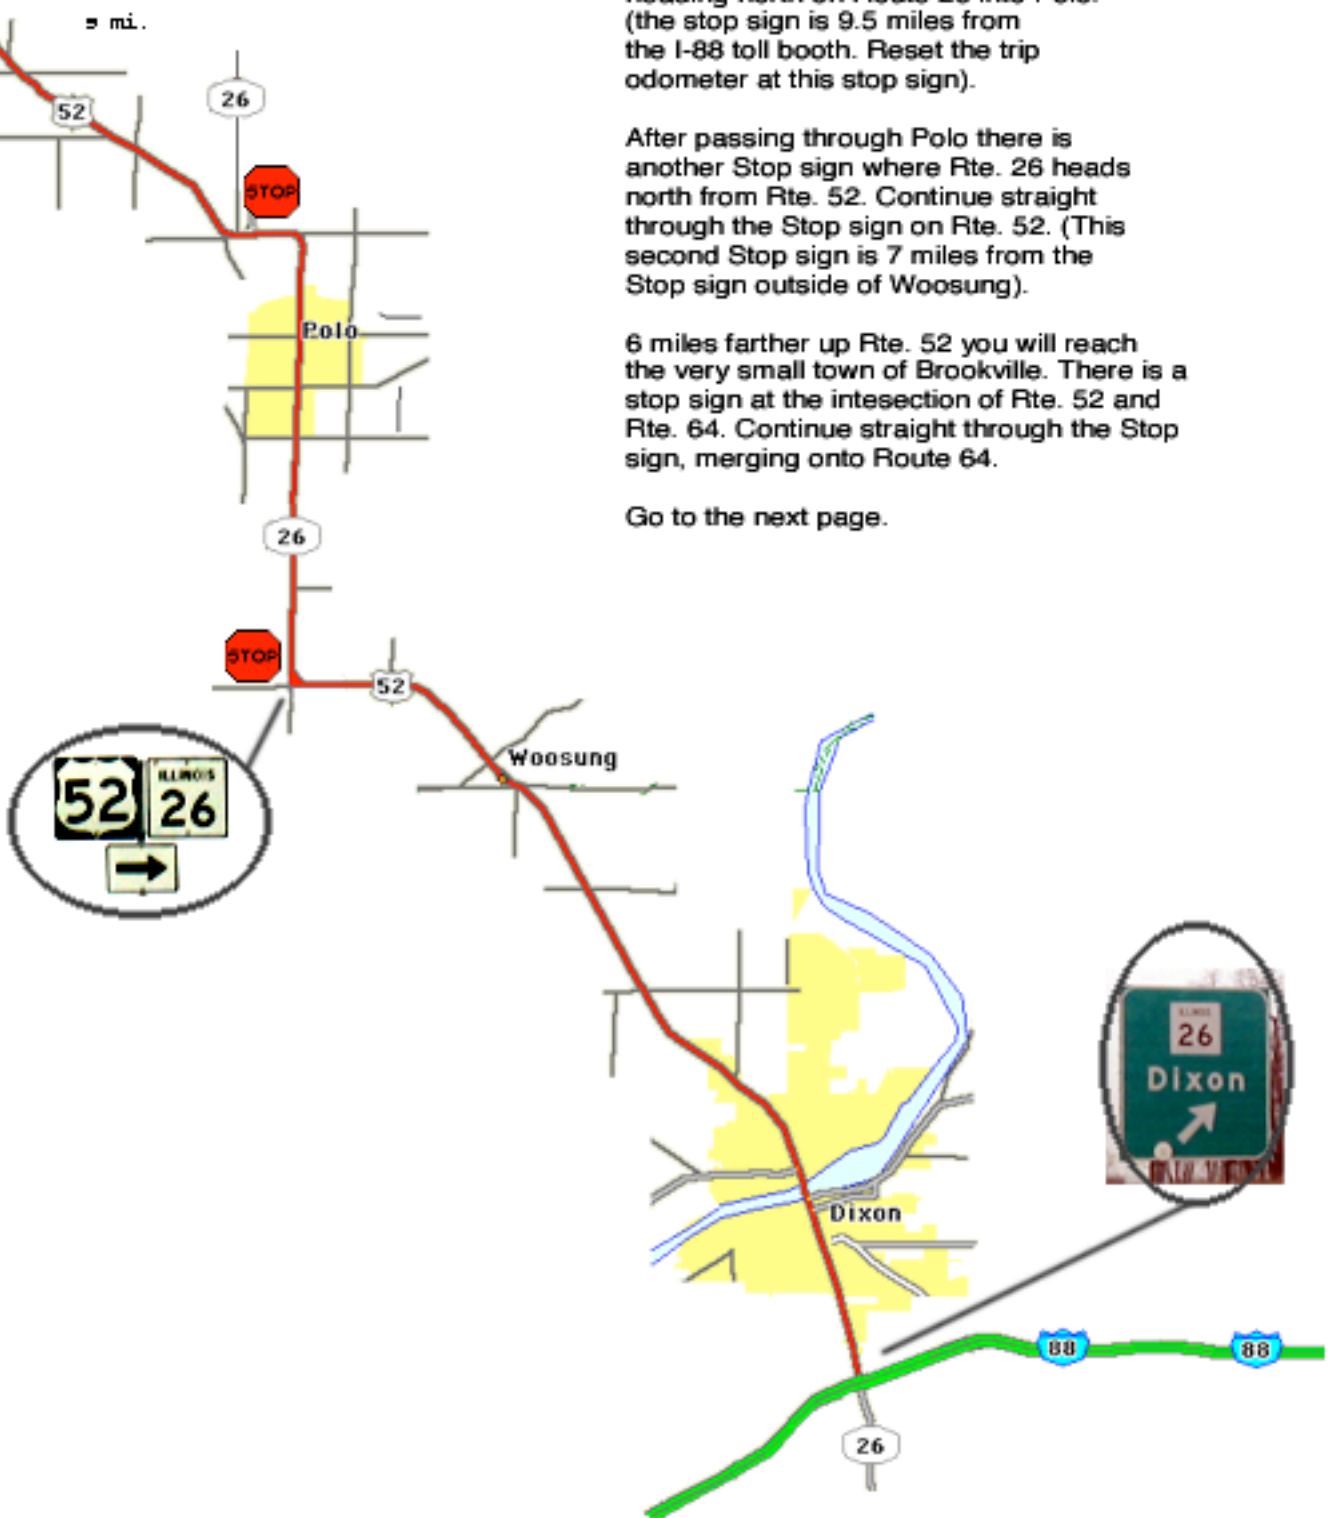 (the stop sign is 9.5 miles from
the I-88 toll booth. Reset the trip
odometer at this stop sign).
After passing through Polo there is
another Stop sign where Rte. 26 heads
north from Rte. 52. Continue straight
through the Stop sign on Rte. 52. (This
second Stop sign is 7 miles from the
Stop sign outside of Woosung).
6 miles farther up Rte. 52 you will reach
the very small town of Brookville. There is a
stop sign at the intesection of Rte. 52 and
Rte. 64. Continue straight through the Stop
sign, merging onto Route 64.
Go to the next page.
mi.
52
26
STOP
Polo
26
STOP
52
Woosung
52
ILLINOIS
26
ILLINOIS
26
Dixon
Dixon
88
88
26